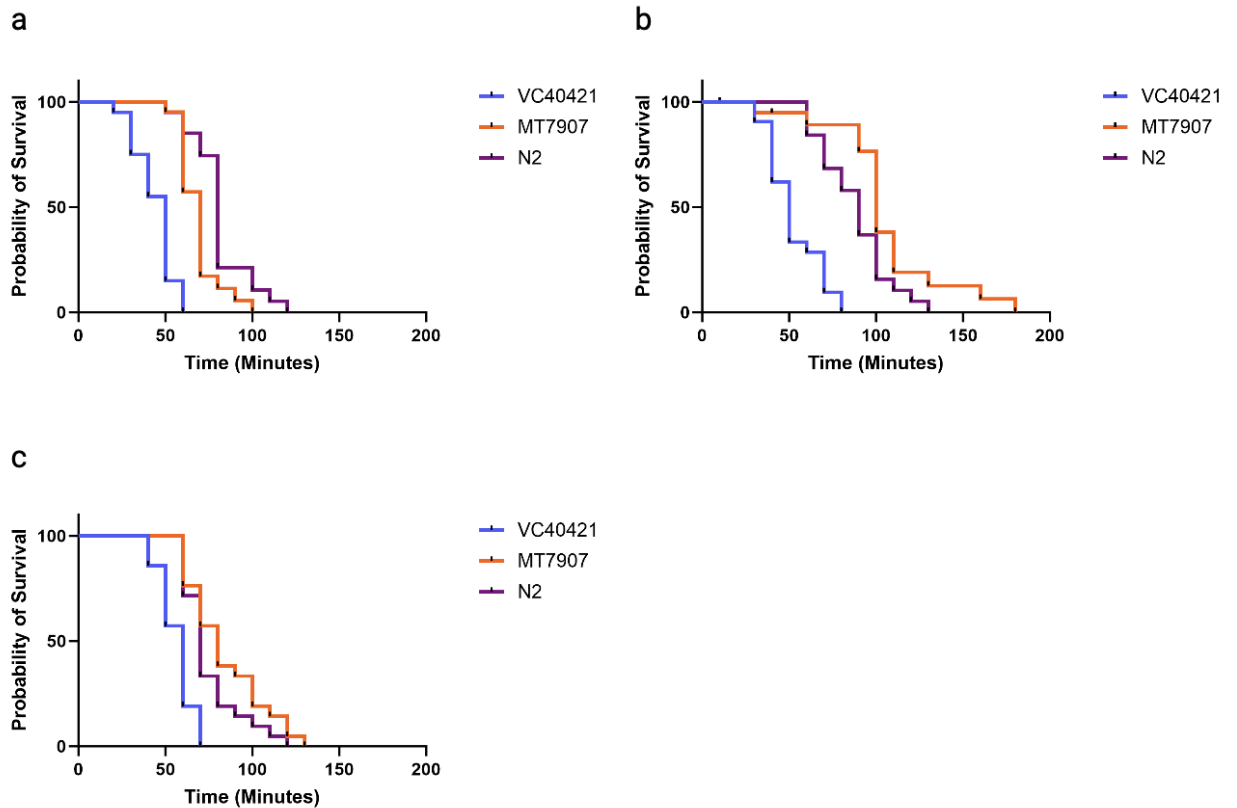 a
Probability of Survival
100
50
0
0 50 100 150 200
Time (Minutes)
VC40421
MT7907
N2
b
Probability of Survival
100
50
0
0 50 100 150 200
Time (Minutes)
VC40421
MT7907
N2
c
Probability of Survival
100
50
0
0 50 100 150 200
Time (Minutes)
VC40421
MT7907
N2